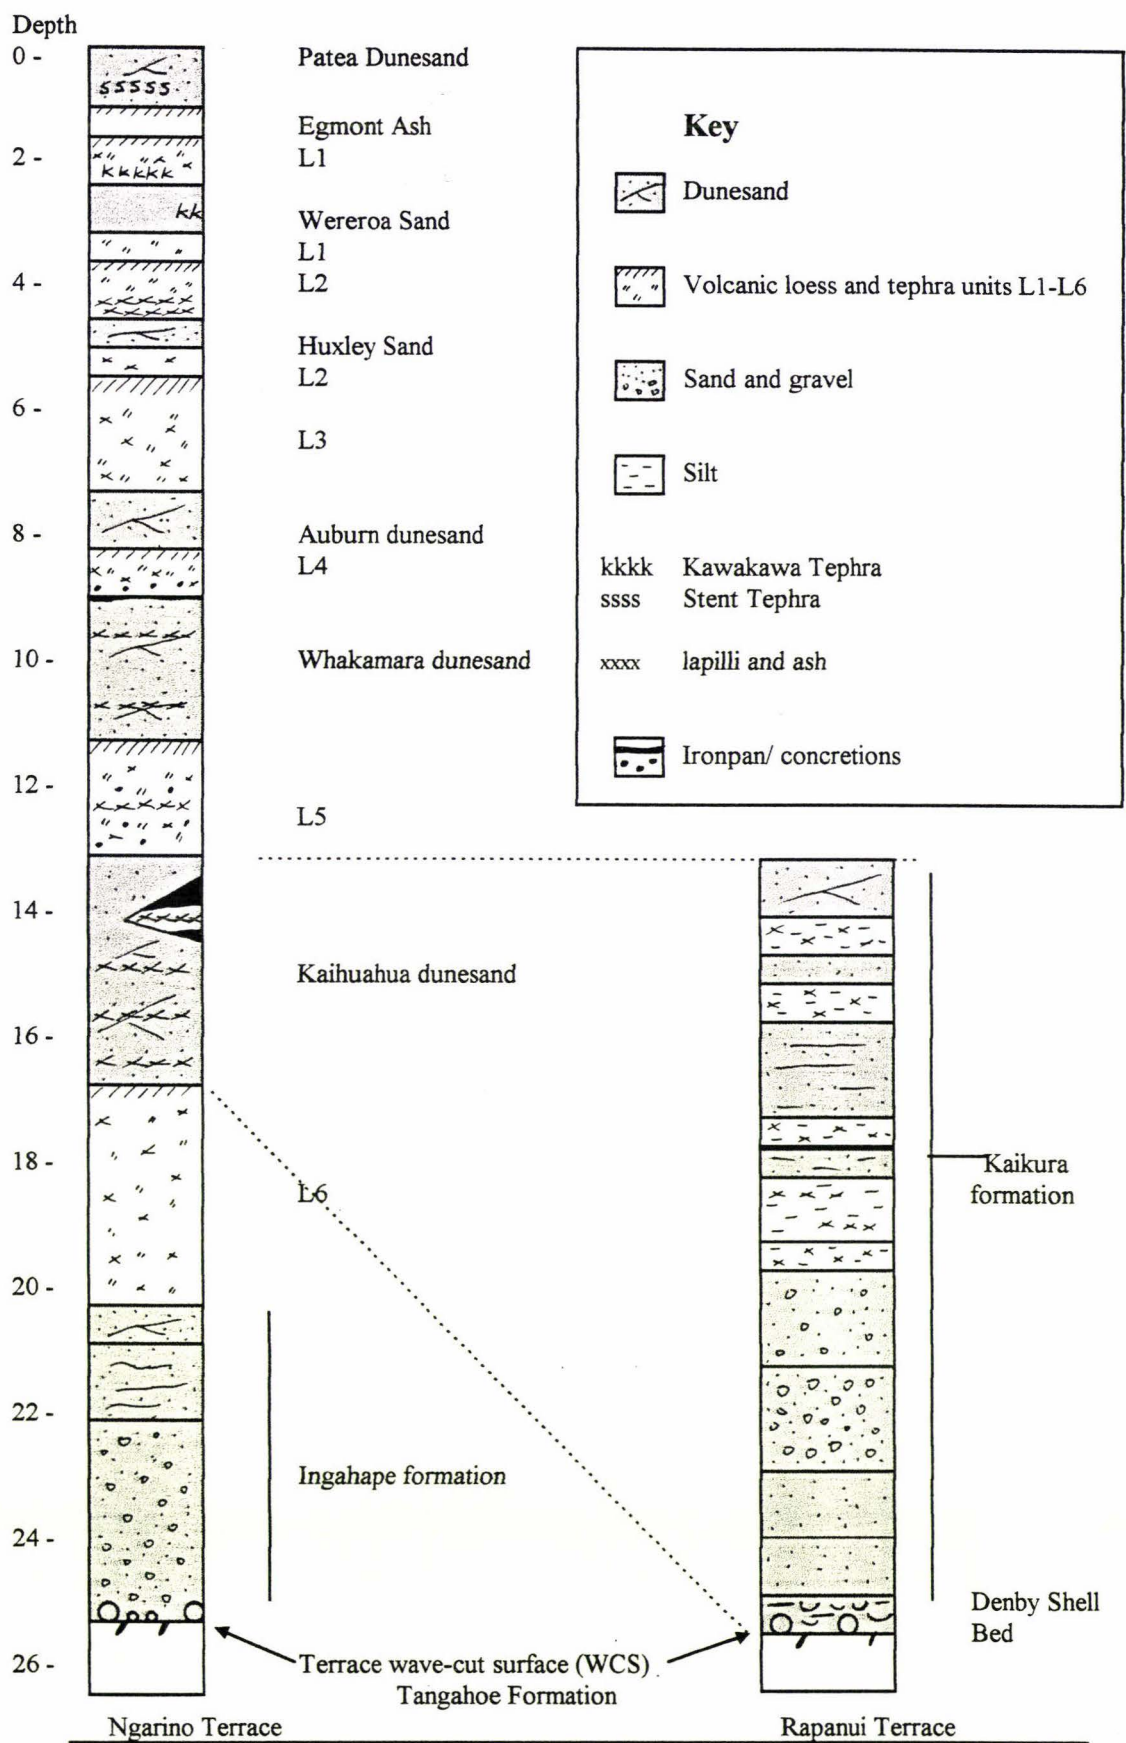 Depth
0 -
Patea Dunesand
SSSSS
Egmont Ash
2 -
L1
KKKKK
kk
Wereroa Sand
L1
4 -
L2
Huxley Sand
L2
6 -
L3
8 -
Auburn dunesand
L4
10 -
Whakamara dunesand
12 -
L5
14 -
Kaihuahua dunesand
16 -
18 -
L6
20 -
22 -
Ingahape formation
24 -
26 -
Key
Dunesand
Volcanic loess and tephra units L1-L6
Sand and gravel
Silt
kkkk Kawakawa Tephra
ssss Stent Tephra
xxxx lapilli and ash
Ironpan/ concretions
Kaikura
formation
Denby Shell
Bed
Terrace wave-cut surface (WCS)
Tangahoe Formation
Ngarino Terrace
Rapanui Terrace